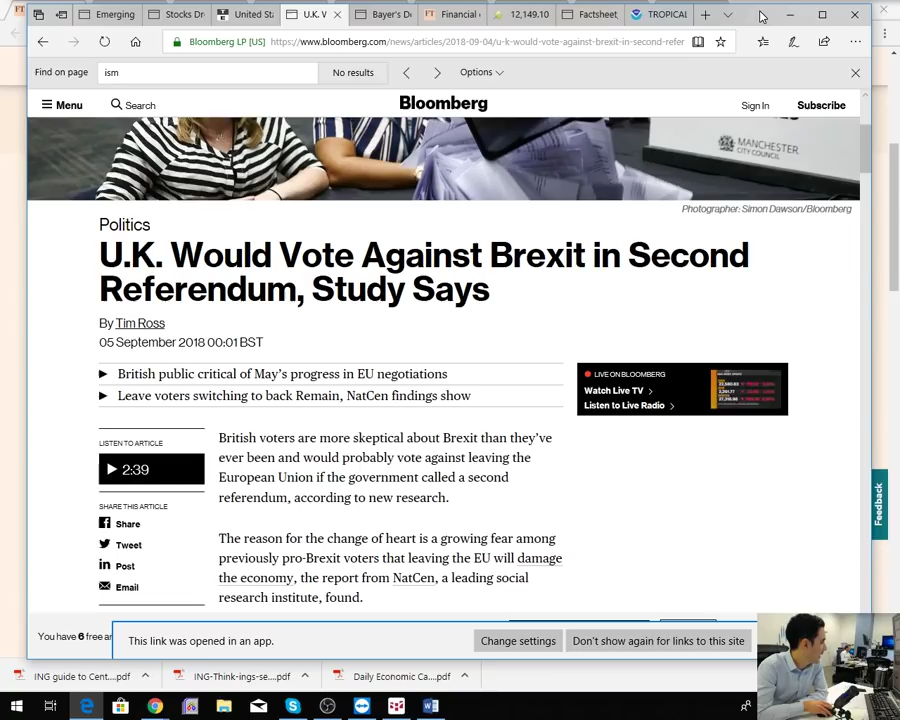 Emerging
Stocks Dr
United Sta
U.K. V
Bayer's De
Financial
12,149.10
Factsheet
TROPICAL
Bloomberg LP [US]
https://www.bloomberg.com/news/articles/2018-09-04/u-k-would-vote-against-brexit-in-second-refer
Find on page
ism
No results
Options
Menu
Search
Bloomberg
Sign In
Subscribe
MANCHESTER
CITY COUNCIL
Photographer: Simon Dawson/Bloomberg
Politics
U.K. Would Vote Against Brexit in Second
Referendum, Study Says
By Tim Ross
05 September 2018 00:01 BST
British public critical of May's progress in EU negotiations
Leave voters switching to back Remain, NatCen findings show
LIVE ON BLOOMBERG
Watch Live TV
Listen to Live Radio
LISTEN TO ARTICLE
2:39
SHARE THIS ARTICLE
Share
Tweet
Post
Email
British voters are more skeptical about Brexit than they've
ever been and would probably vote against leaving the
European Union if the government called a second
referendum, according to new research.
The reason for the change of heart is a growing fear among
previously pro-Brexit voters that leaving the EU will damage
the economy, the report from NatCen, a leading social
research institute, found.
Feedback
You have 6 free ar
This link was opened in an app.
Change settings
Don't show again for links to this site
ING guide to Cent....pdf
ING-Think-ings-se....pdf
Daily Economic Ca....pdf